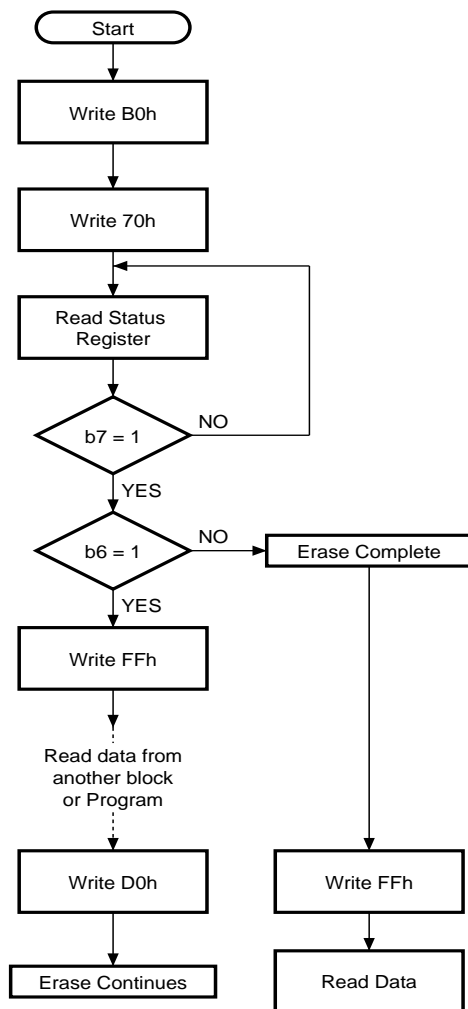 Start
Write B0h
Write 70h
Read Status
Register
b7 = 1
NO
YES
b6 = 1
NO
Erase Complete
YES
Write FFh
Read data from
another block
or Program
Write D0h
Write FFh
Erase Continues
Read Data